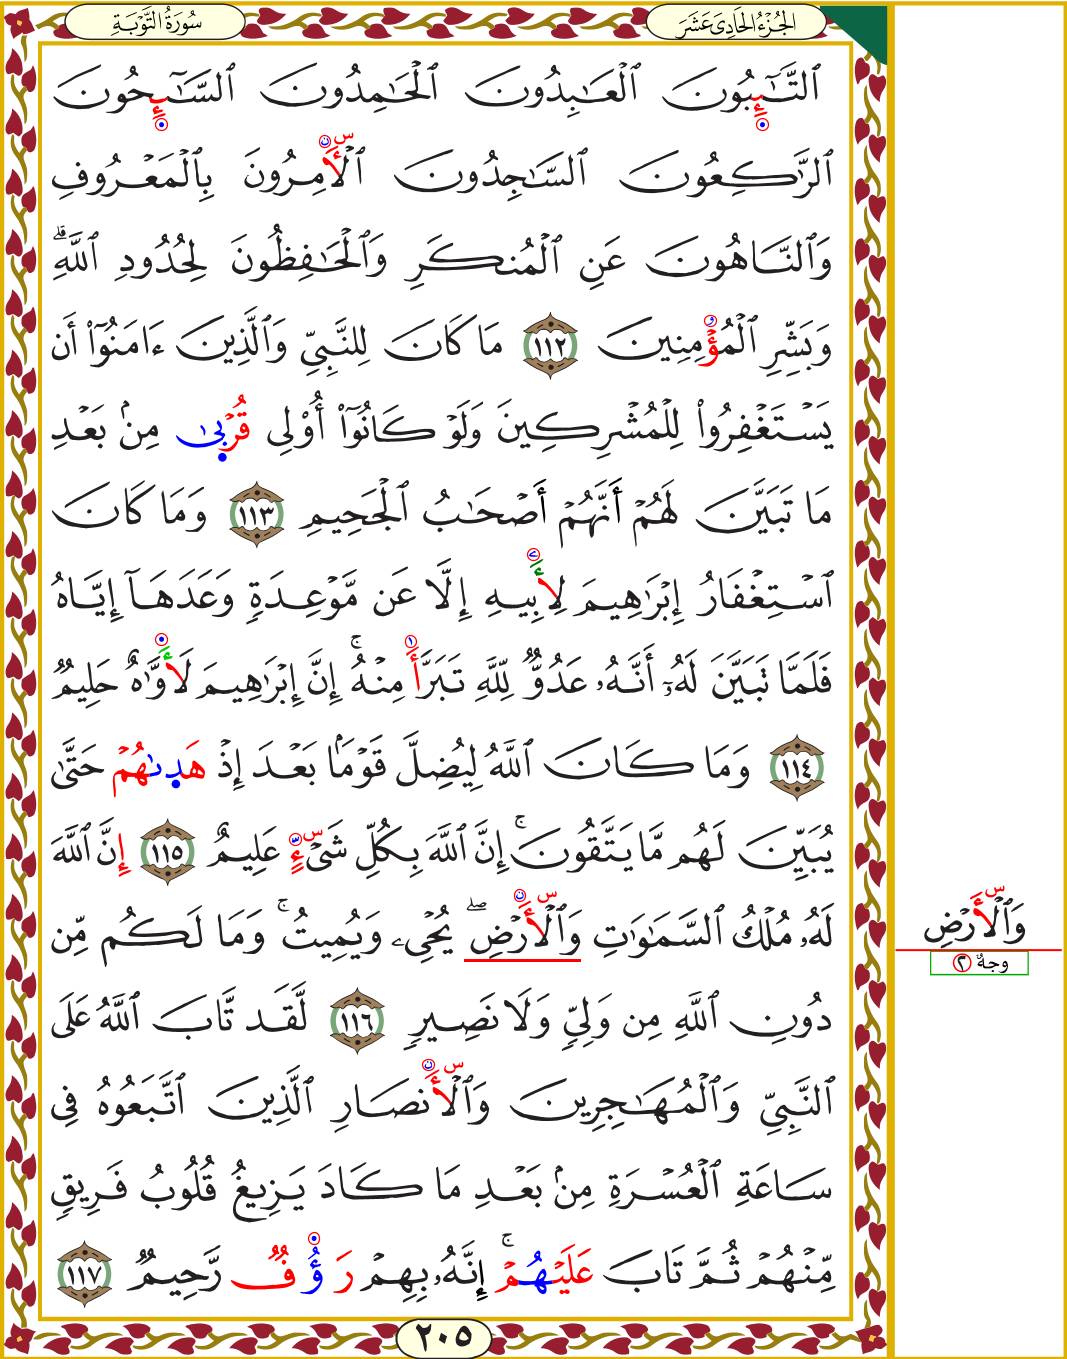 سُورَةُ التَّوۡبَةِ
الجُزۡءُ الحَادِيَ عَشَرَ
ٱلتَّـٰٓئِبُونَ ٱلۡعَـٰبِدُونَ ٱلۡحَـٰمِدُونَ ٱلسَّـٰٓئِحُونَ
ٱلرَّٰكِعُونَ ٱلسَّـٰجِدُونَ ٱلۡأَمِرُونَ بِٱلۡمَعۡرُوفِ
وَٱلنَّاهُونَ عَنِ ٱلۡمُنكَرِ وَٱلۡحَـٰفِظُونَ لِحُدُودِ ٱللَّهِۗ
وَبَشِّرِ ٱلۡمُؤۡمِنِينَ ١١٢ مَا كَانَ لِلنَّبِيِّ وَٱلَّذِينَ ءَامَنُوٓاْ أَن
يَسۡتَغۡفِرُواْ لِلۡمُشۡرِكِينَ وَلَوۡ كَانُوٓاْ أُوْلِي قُرۡبَىٰ مِنۢ بَعۡدِ
مَا تَبَيَّنَ لَهُمۡ أَنَّهُمۡ أَصۡحَـٰبُ ٱلۡجَحِيمِ ١١٣ وَمَا كَانَ
ٱسۡتِغۡفَارُ إِبۡرَٰهِيمَ لِأَبِيهِ إِلَّا عَن مَّوۡعِدَةٖ وَعَدَهَآ إِيَّاهُ
فَلَمَّا تَبَيَّنَ لَهُۥٓ أَنَّهُۥ عَدُوّٞ لِّلَّهِ تَبَرَّأَ مِنۡهُۚ إِنَّ إِبۡرَٰهِيمَ لَأَوَّٰهٌ حَلِيمٞ
١١٤ وَمَا كَانَ ٱللَّهُ لِيُضِلَّ قَوۡمَۢا بَعۡدَ إِذۡ هَدَىٰهُمۡ حَتَّىٰ
يُبَيِّنَ لَهُم مَّا يَتَّقُونَۚ إِنَّ ٱللَّهَ بِكُلِّ شَيۡءٍ عَلِيمٌ ١١٥ إِنَّ ٱللَّهَ
لَهُۥ مُلۡكُ ٱلسَّمَـٰوَٰتِ وَٱلۡأَرۡضِۖ يُحۡيِۦ وَيُمِيتُۚ وَمَا لَكُم مِّن
دُونِ ٱللَّهِ مِن وَلِيّٖ وَلَا نَصِيرٖ ١١٦ لَّقَد تَّابَ ٱللَّهُ عَلَى
ٱلنَّبِيِّ وَٱلۡمُهَـٰجِرِينَ وَٱلۡأَنصَارِ ٱلَّذِينَ ٱتَّبَعُوهُ فِي
سَاعَةِ ٱلۡعُسۡرَةِ مِنۢ بَعۡدِ مَا كَادَ يَزِيغُ قُلُوبُ فَرِيقٖ
مِّنۡهُمۡ ثُمَّ تَابَ عَلَيۡهُمۡۚ إِنَّهُۥ بِهِمۡ رَؤُفٞ رَّحِيمٞ ١١٧
وَٱلۡأَرۡضِ
وجهٌ ٢
٢٠٥